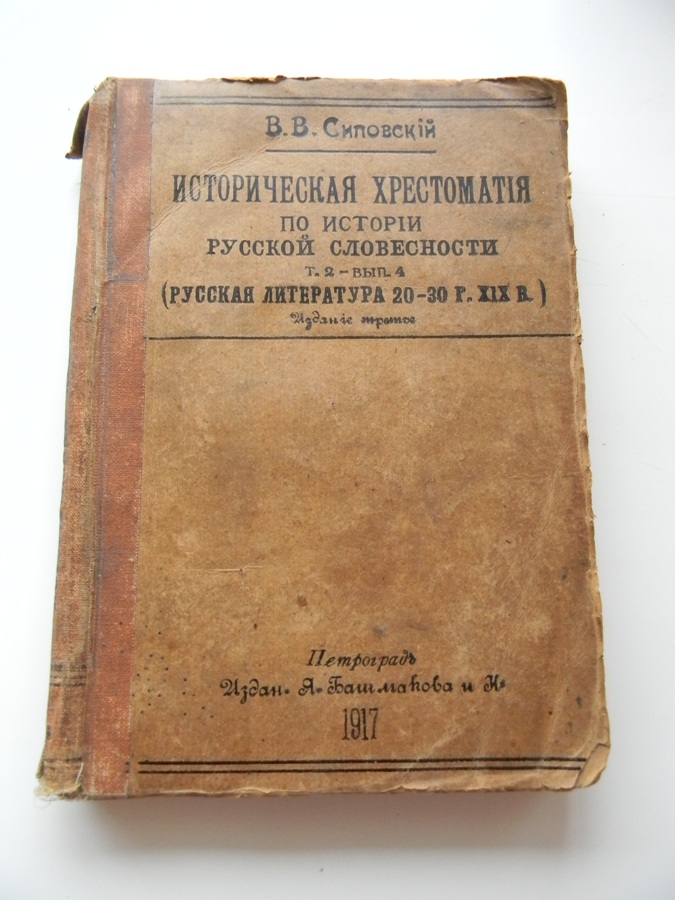 В. В. Сиповскій
ИСТОРИЧЕСКАЯ ХРЕСТОМАТІЯ
ПО ИСТОРІИ
РУССКОЙ СЛОВЕСНОСТИ
Т. 2 – ВЫП. 4
(РУССКАЯ ЛИТЕРАТУРА 20–30 Г. XIX В.)
Изданіе третье
Петроградъ
Издан. Я. Башмакова и Кº
1917